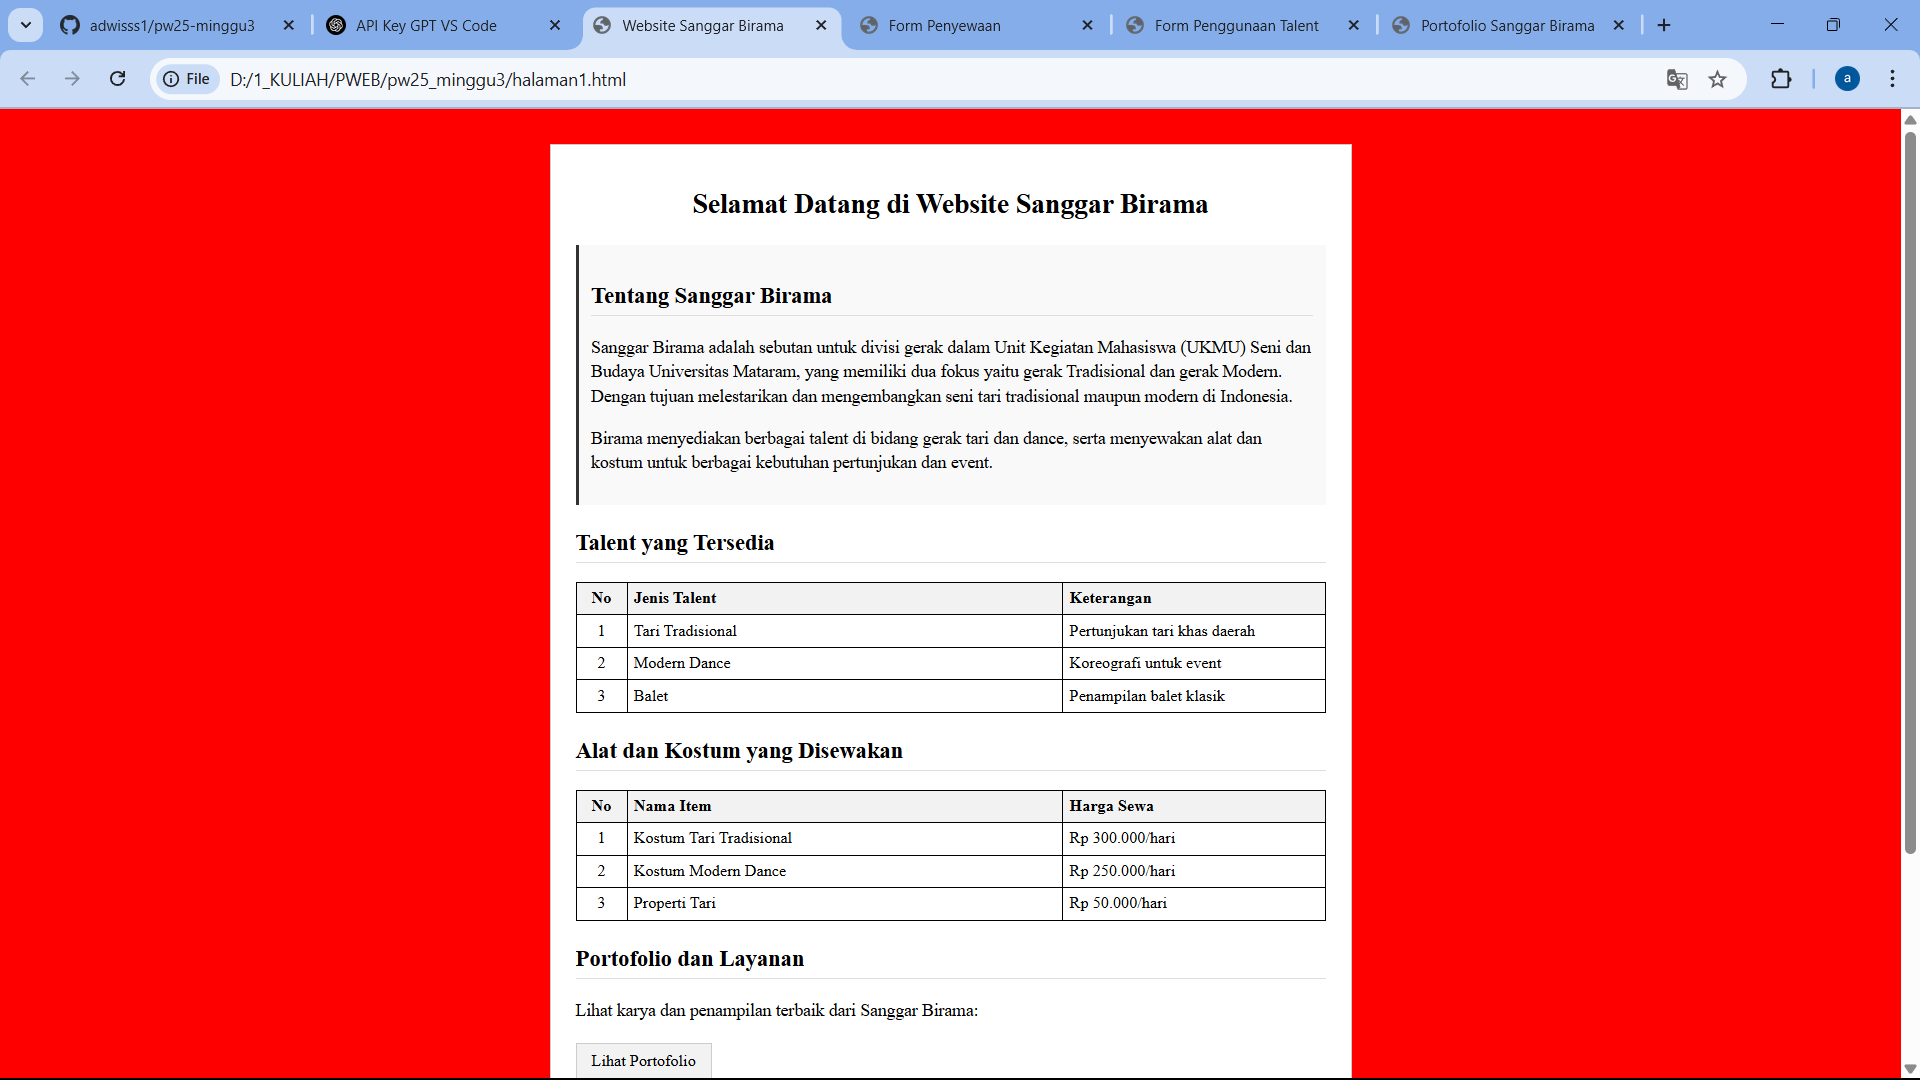 adwisss1/pw25-minggu3
API Key GPT VS Code
Website Sanggar Birama
Form Penyewaan
Form Penggunaan Talent
Portofolio Sanggar Birama
File
D:/1_KULIAH/PWEB/pw25_minggu3/halaman1.html
a
Selamat Datang di Website Sanggar Birama
Tentang Sanggar Birama
Sanggar Birama adalah sebutan untuk divisi gerak dalam Unit Kegiatan Mahasiswa (UKMU) Seni dan
Budaya Universitas Mataram, yang memiliki dua fokus yaitu gerak Tradisional dan gerak Modern.
Dengan tujuan melestarikan dan mengembangkan seni tari tradisional maupun modern di Indonesia.
Birama menyediakan berbagai talent di bidang gerak tari dan dance, serta menyewakan alat dan
kostum untuk berbagai kebutuhan pertunjukan dan event.
Talent yang Tersedia
No Jenis Talent Keterangan
1 Tari Tradisional Pertunjukan tari khas daerah
2 Modern Dance Koreografi untuk event
3 Balet Penampilan balet klasik
Alat dan Kostum yang Disewakan
No Nama Item Harga Sewa
1 Kostum Tari Tradisional Rp 300.000/hari
2 Kostum Modern Dance Rp 250.000/hari
3 Properti Tari Rp 50.000/hari
Portofolio dan Layanan
Lihat karya dan penampilan terbaik dari Sanggar Birama:
Lihat Portofolio